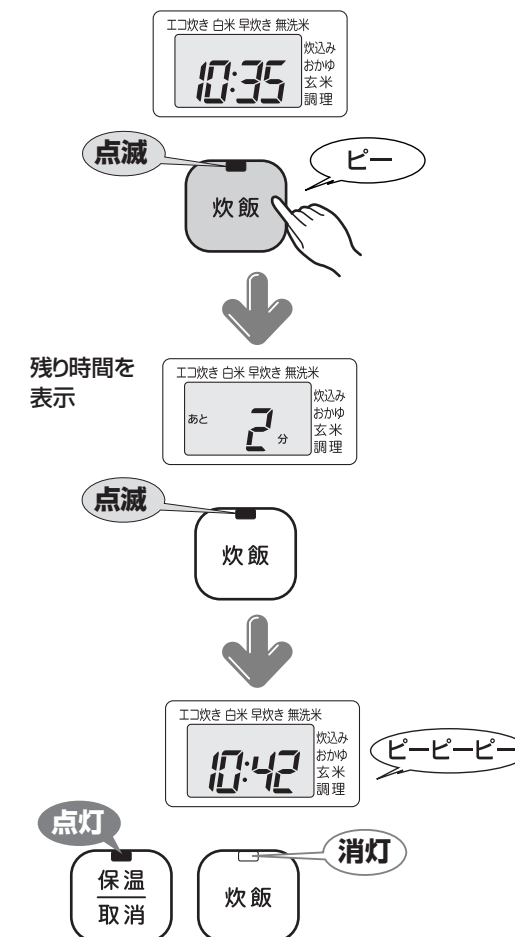 エコ炊き 白米 早炊き 無洗米
10:35
炊込み
おかゆ
玄米
調理
点滅
炊飯
ピー
残り時間を
表示
エコ炊き 白米 早炊き 無洗米
あと 2 分
炊込み
おかゆ
玄米
調理
点滅
炊飯
エコ炊き 白米 早炊き 無洗米
10:42
炊込み
おかゆ
玄米
調理
ピーピーピー
点灯
保温
取消
消灯
炊飯